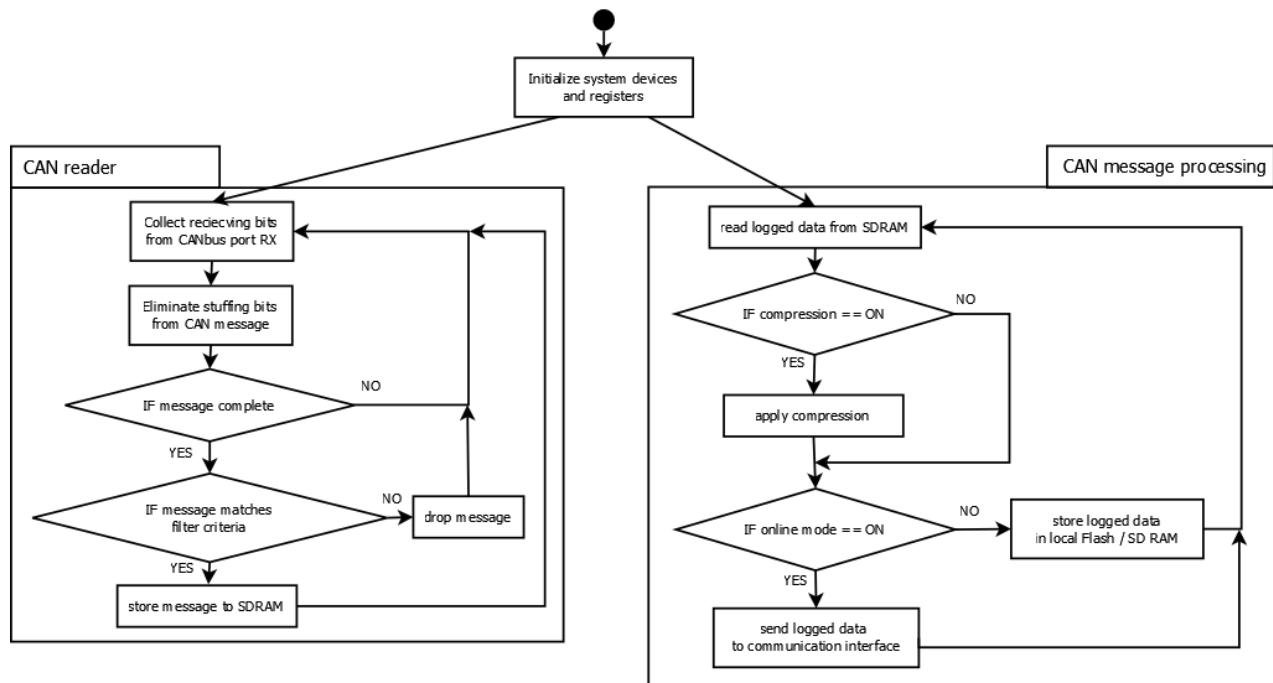 Initialize system devices
and registers
CAN reader
Collect reciecving bits
from CANbus port RX
Eliminate stuffing bits
from CAN message
IF message complete
NO
YES
IF message matches
filter criteria
NO
drop message
YES
store message to SDRAM
CAN message processing
read logged data from SDRAM
IF compression == ON
NO
YES
apply compression
IF online mode == ON
NO
store logged data
in local Flash / SD RAM
YES
send logged data
to communication interface